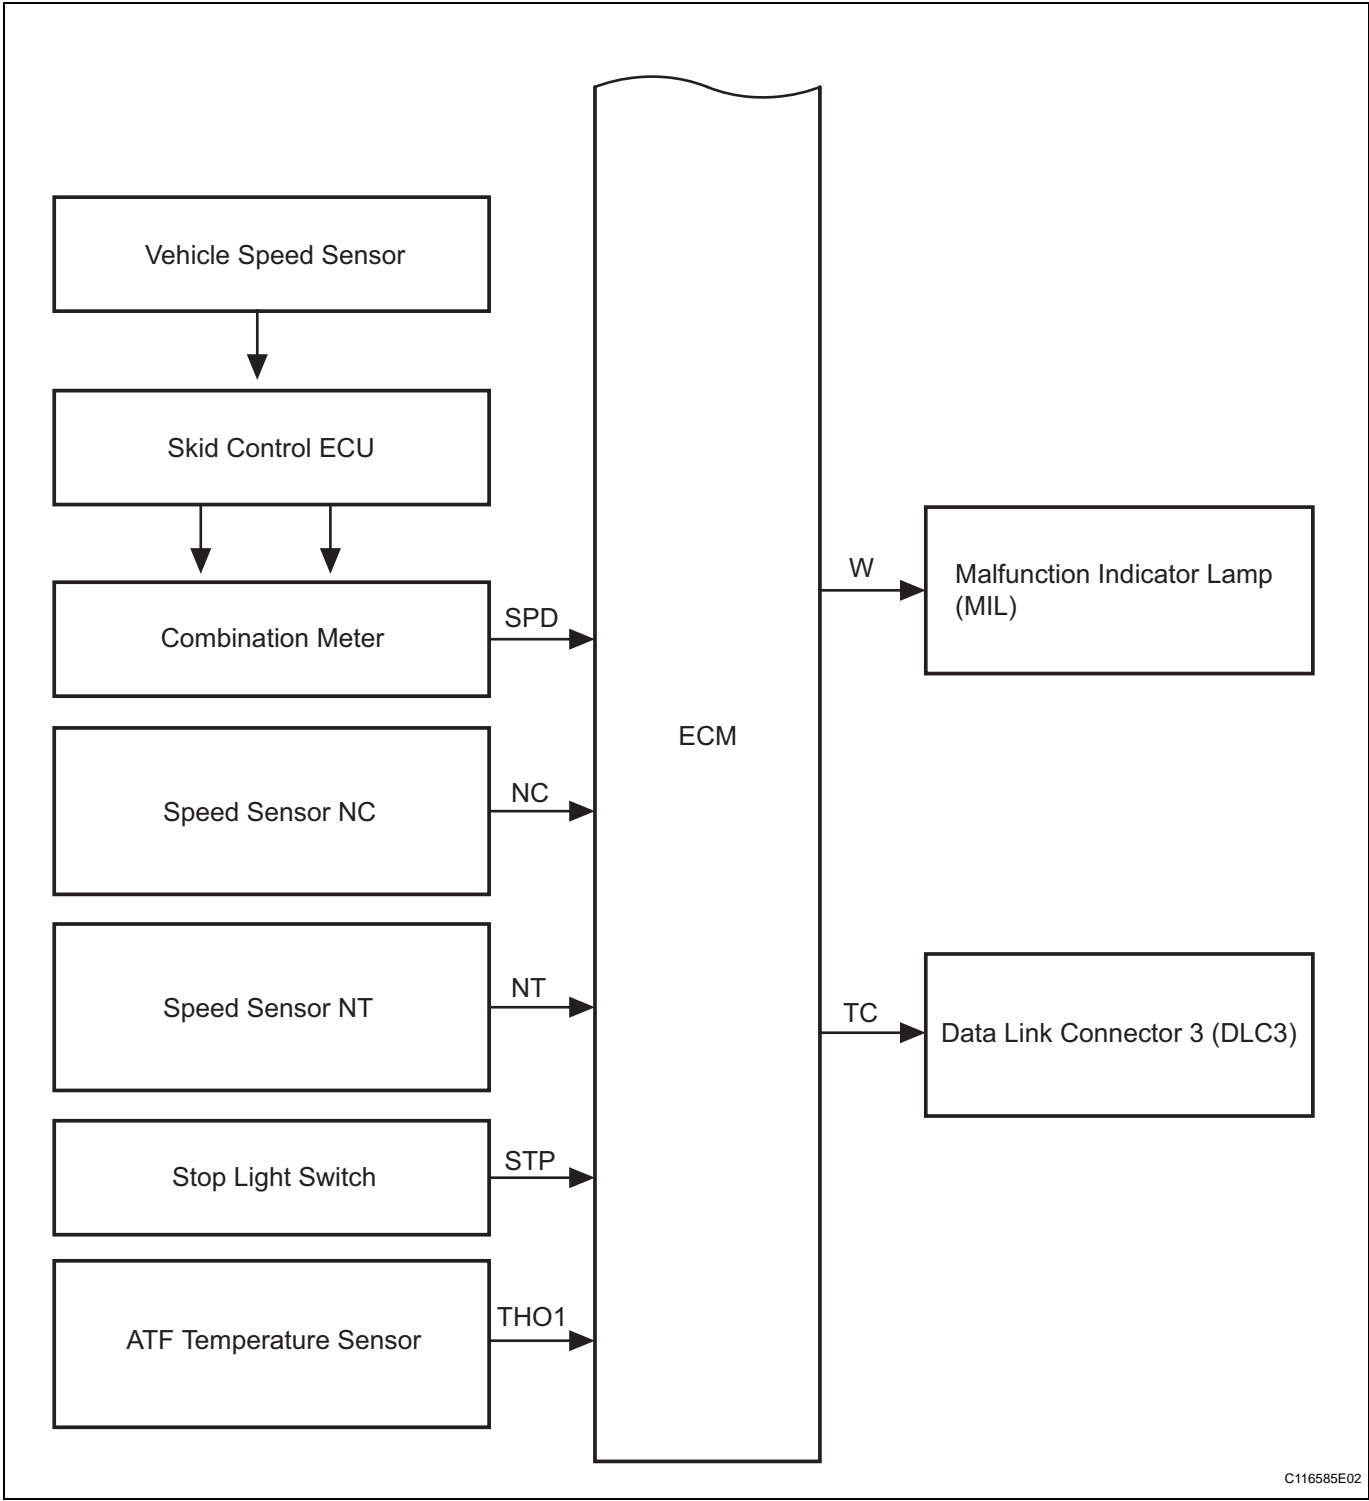 Vehicle Speed Sensor
Skid Control ECU
Combination Meter
SPD
Speed Sensor NC
NC
Speed Sensor NT
NT
Stop Light Switch
STP
ATF Temperature Sensor
THO1
ECM
W
Malfunction Indicator Lamp
(MIL)
TC
Data Link Connector 3 (DLC3)
C116585E02